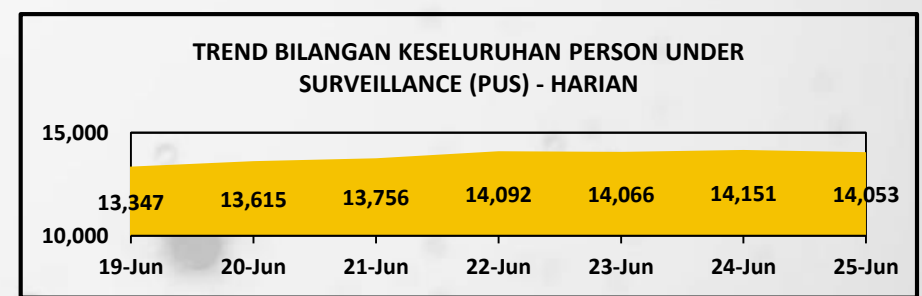 TREND BILANGAN KESELURUHAN PERSON UNDER
SURVEILLANCE (PUS) - HARIAN
15,000
13,347 13,615 13,756 14,092 14,066 14,151 14,053
10,000
19-Jun 20-Jun 21-Jun 22-Jun 23-Jun 24-Jun 25-Jun